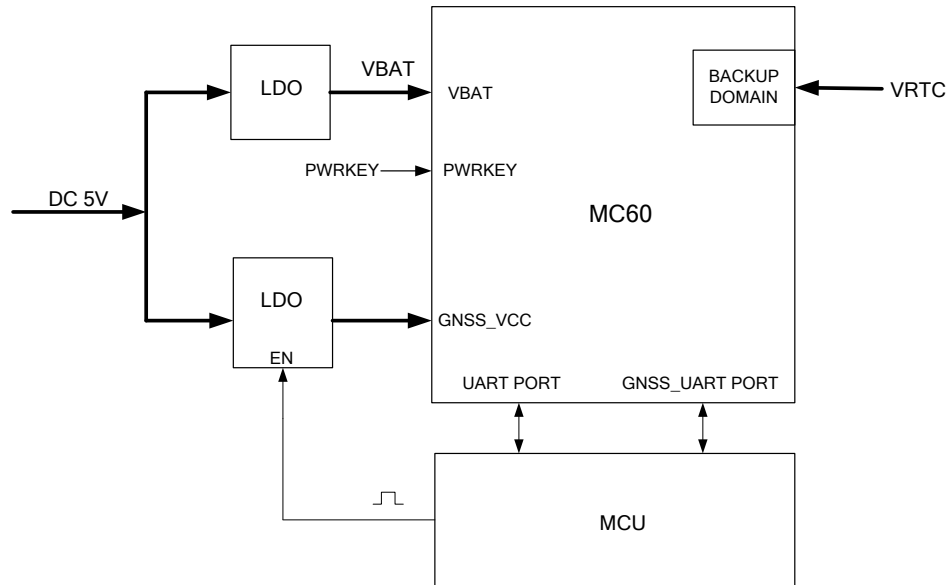 VBAT
LDO
VBAT
BACKUP
DOMAIN
VRTC
PWRKEY
PWRKEY
DC 5V
MC60
LDO
EN
GNSS_VCC
UART PORT
GNSS_UART PORT
MCU